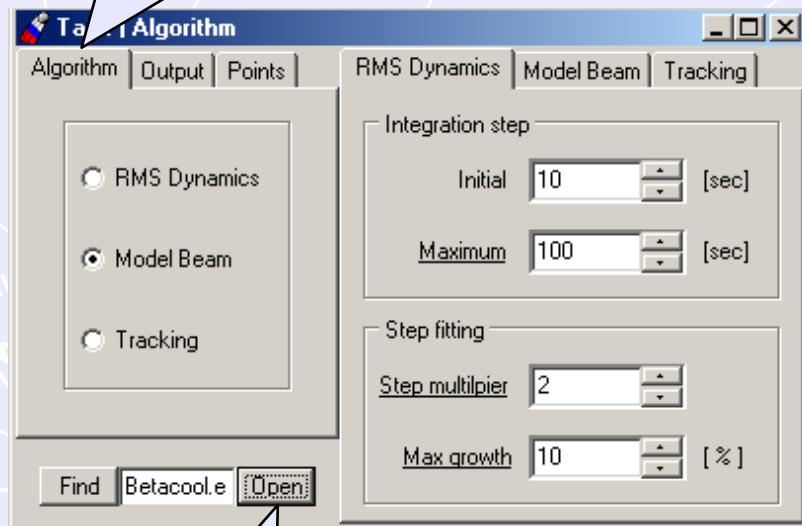 Algorithm
Algorithm Output Points
RMS Dynamics
Model Beam
Tracking
Find Betacool.e Open
RMS Dynamics Model Beam Tracking
Integration step
Initial 10 [sec]
Maximum 100 [sec]
Step fitting
Step multilpier 2
Max growth 10 [%]